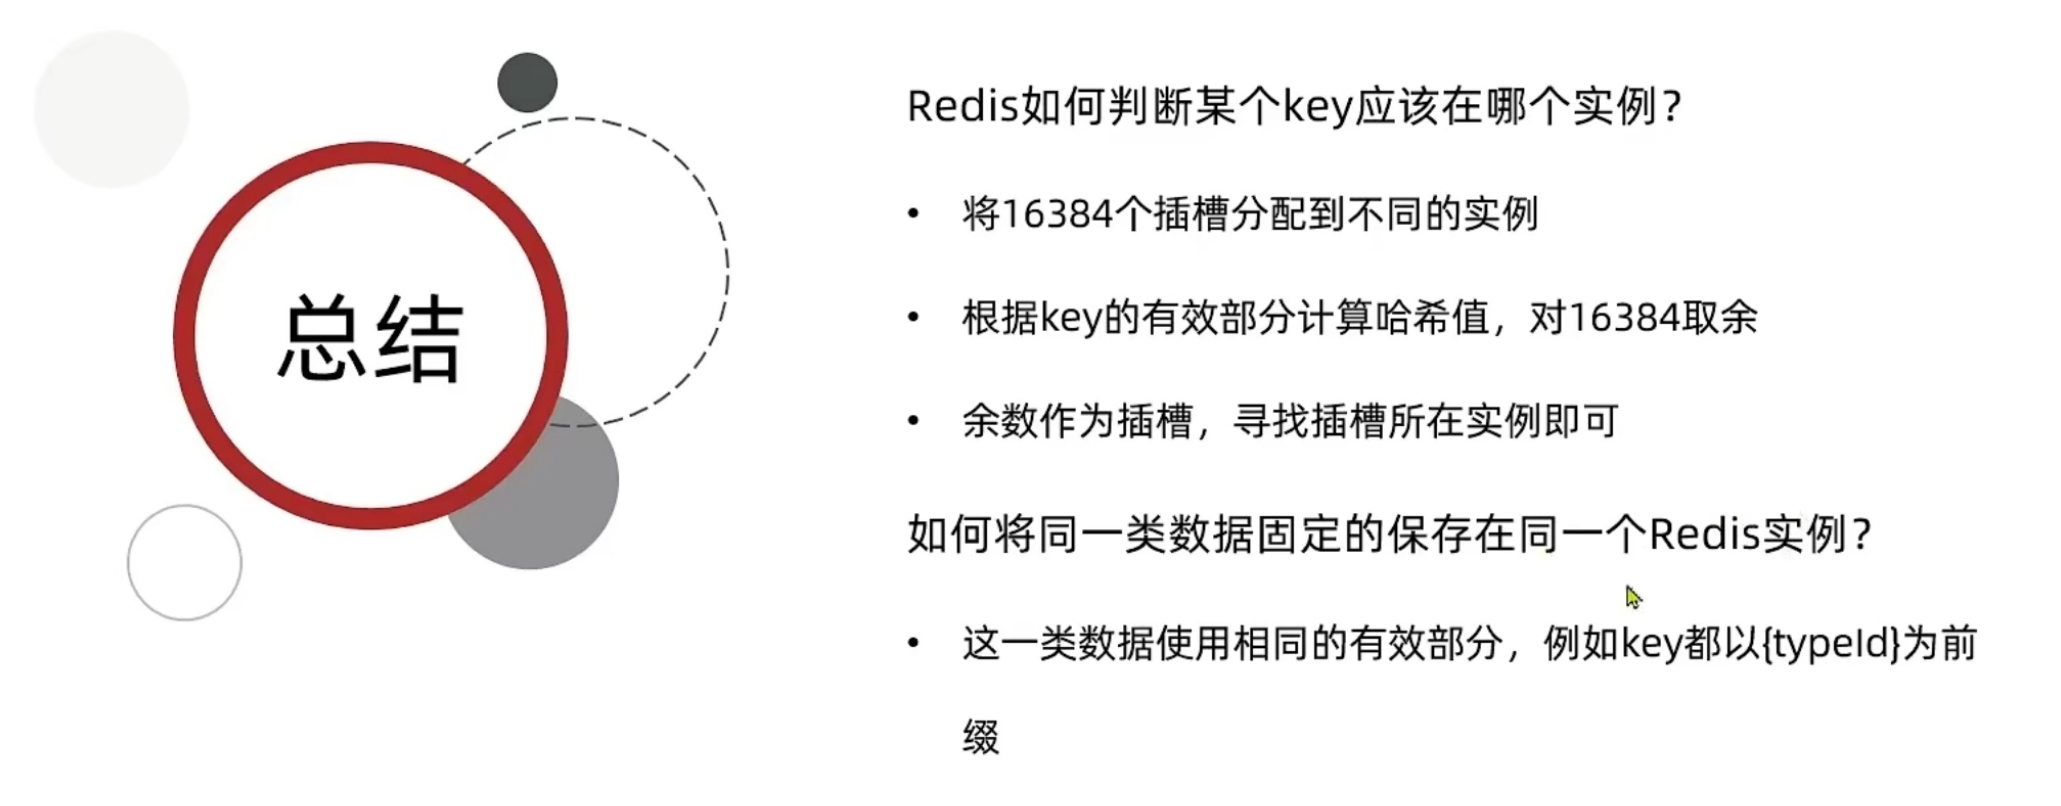 总结
Redis如何判断某个key应该在哪个实例？
• 将16384个插槽分配到不同的实例
• 根据key的有效部分计算哈希值，对16384取余
• 余数作为插槽，寻找插槽所在实例即可
如何将同一类数据固定的保存在同一个Redis实例？
• 这一类数据使用相同的有效部分，例如key都以{typeId}为前
缀